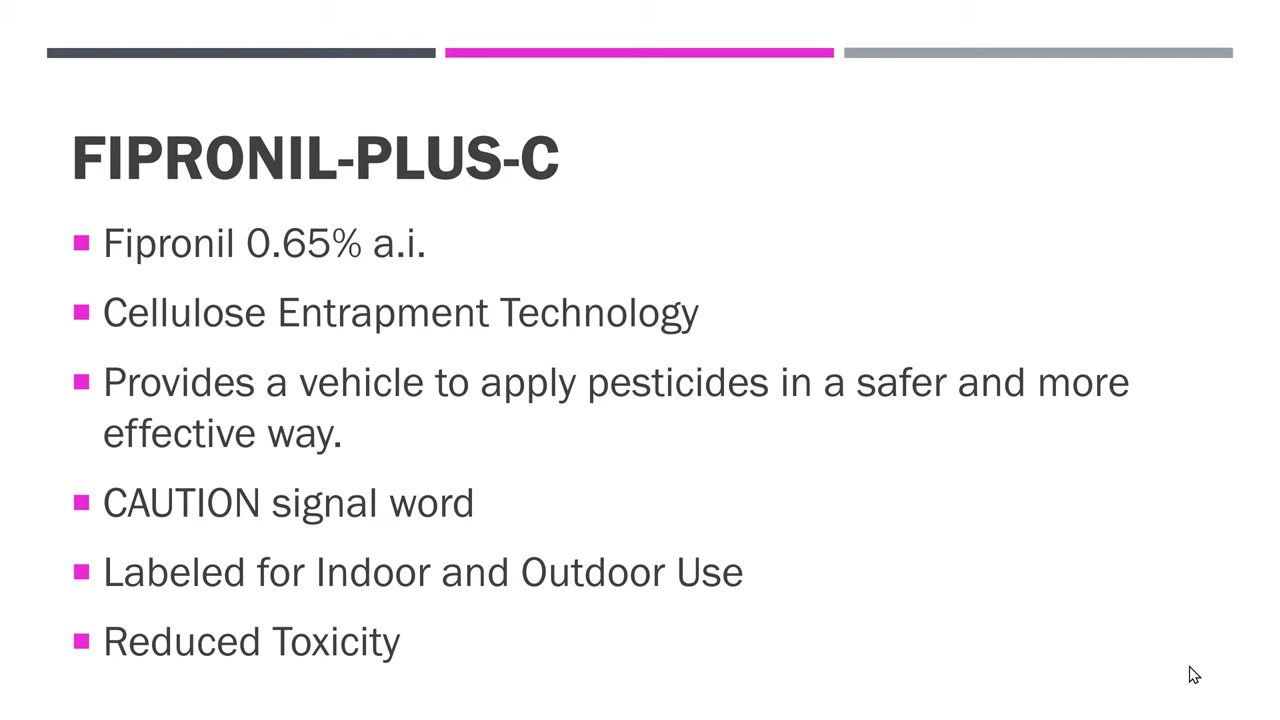 FIPRONIL-PLUS-C
Fipronil 0.65% a.i.
Cellulose Entrapment Technology
Provides a vehicle to apply pesticides in a safer and more
effective way.
CAUTION signal word
Labeled for Indoor and Outdoor Use
Reduced Toxicity